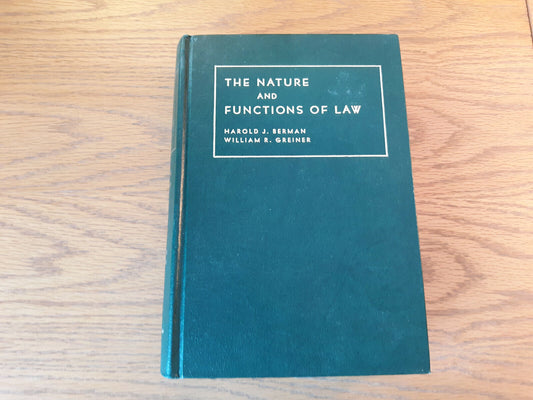 THE NATURE
AND
FUNCTIONS OF LAW
HAROLD J. BERMAN
WILLIAM R. GREINER